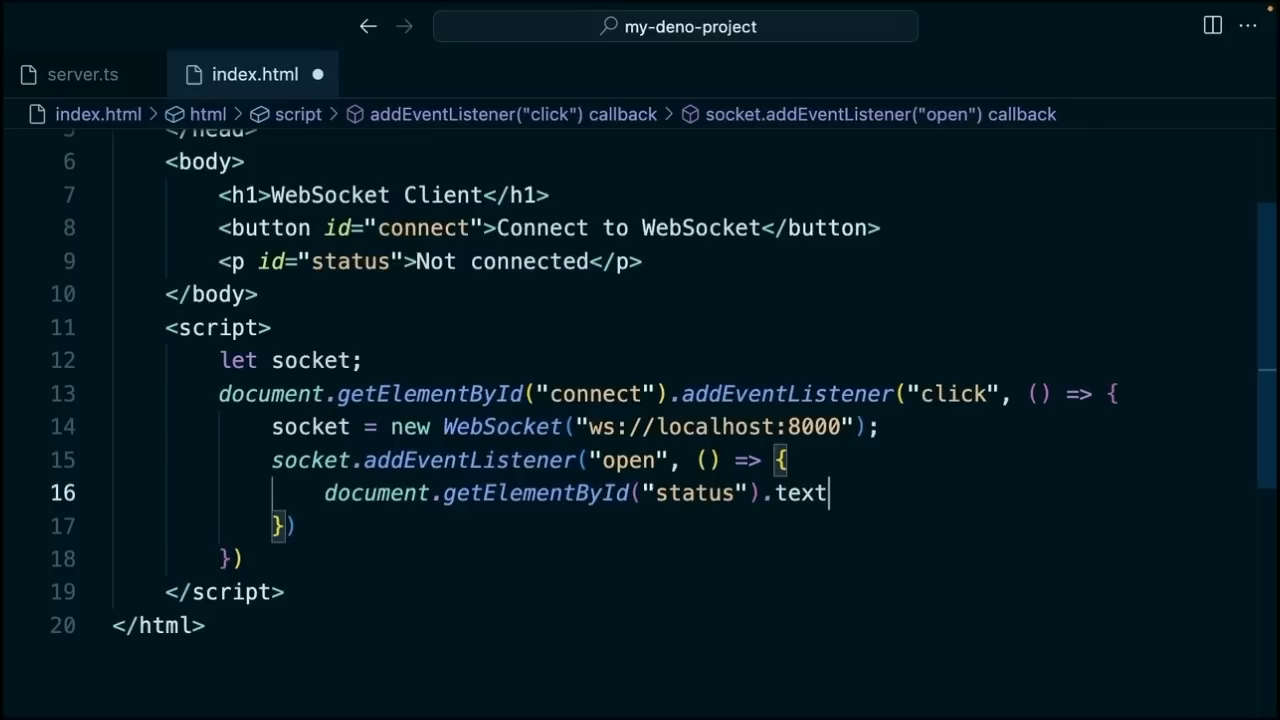 my-deno-project
server.ts index.html
index.html > html > script > addEventListener("click") callback > socket.addEventListener("open") callback
5 </head>
6 <body>
7 <h1>WebSocket Client</h1>
8 <button id="connect">Connect to WebSocket</button>
9 <p id="status">Not connected</p>
10 </body>
11 <script>
12 let socket;
13 document.getElementById("connect").addEventListener("click", () => {
14 socket = new WebSocket("ws://localhost:8000");
15 socket.addEventListener("open", () => {
16 document.getElementById("status").text
17 })
18 })
19 </script>
20 </html>